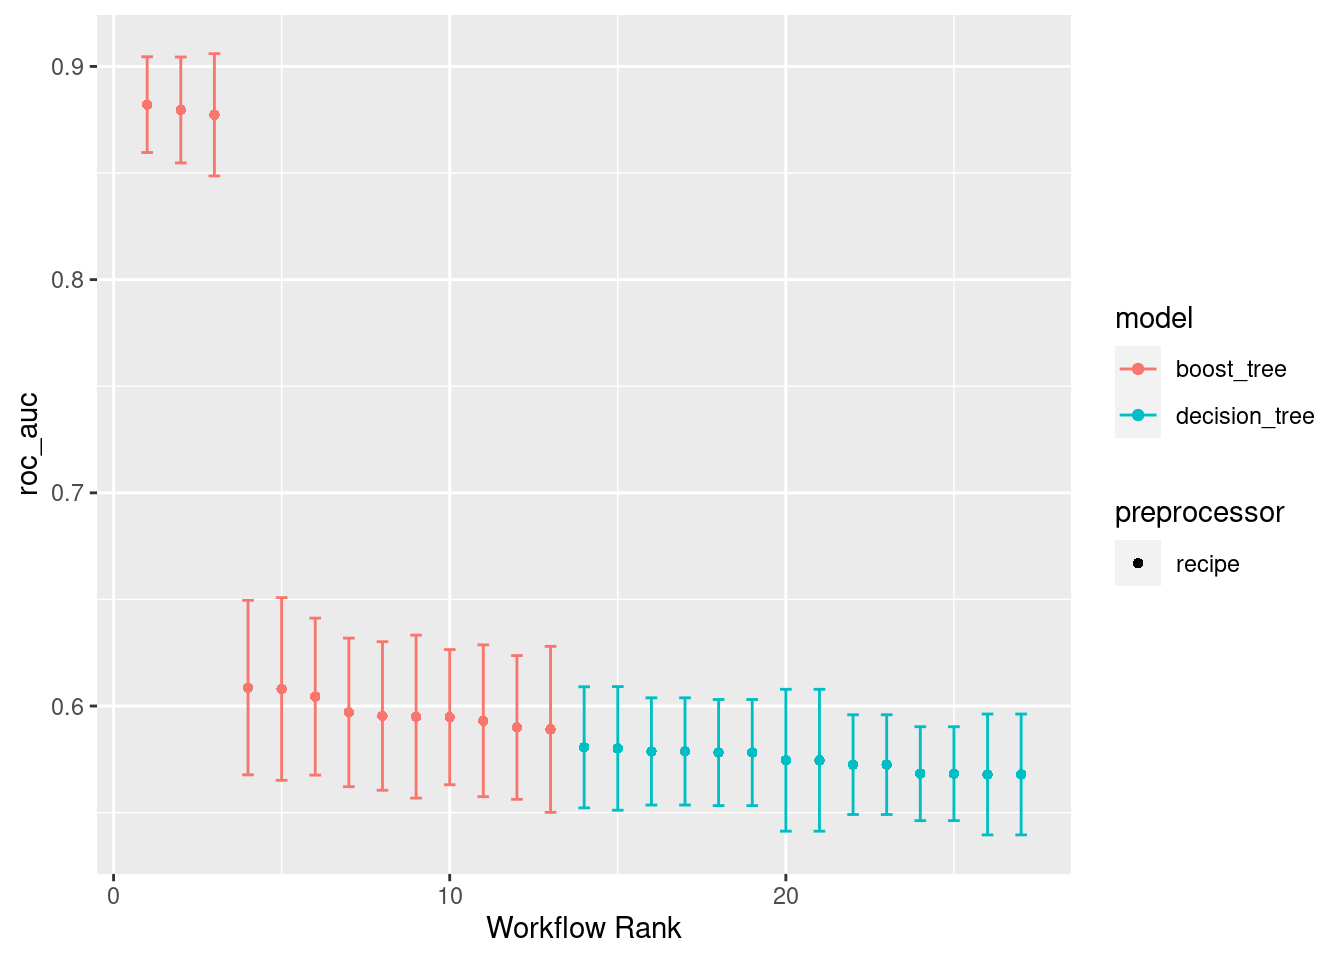 roc_auc
0.9
0.8
0.7
0.6
0
10
20
Workflow Rank
model
boost_tree
decision_tree
preprocessor
recipe